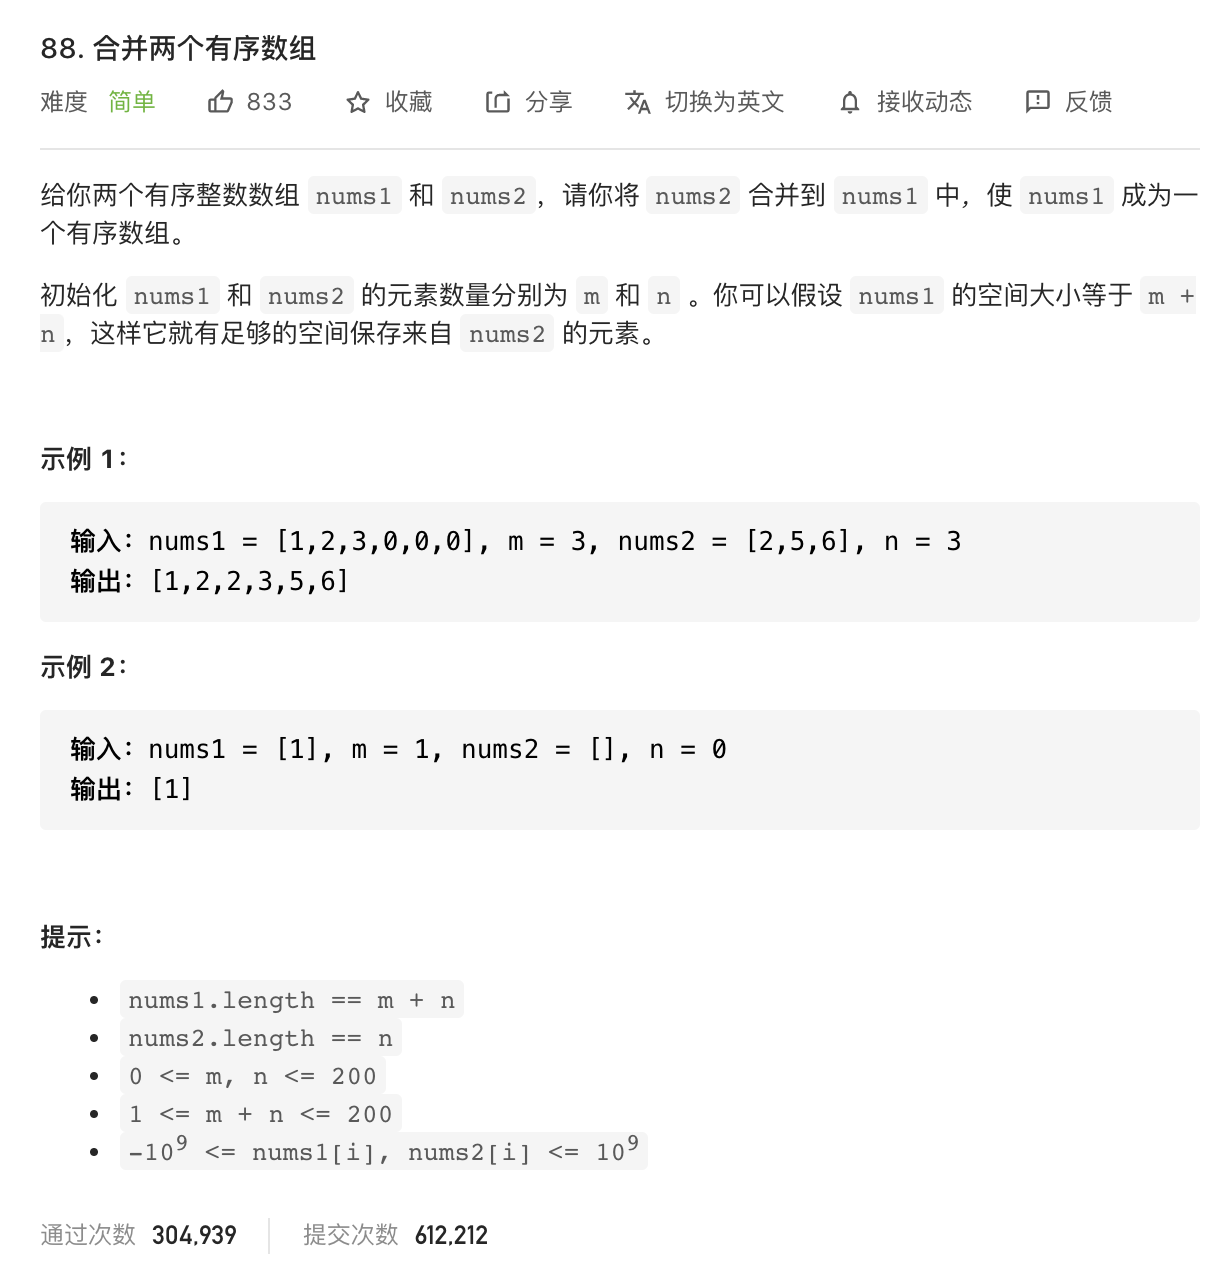 88. 合并两个有序数组
难度 简单 833 收藏 分享 切换为英文 接收动态 反馈
给你两个有序整数数组 nums1 和 nums2，请你将 nums2 合并到 nums1 中，使 nums1 成为一
个有序数组。
初始化 nums1 和 nums2 的元素数量分别为 m 和 n 。你可以假设 nums1 的空间大小等于 m +
n，这样它就有足够的空间保存来自 nums2 的元素。
示例 1：
输入：nums1 = [1,2,3,0,0,0], m = 3, nums2 = [2,5,6], n = 3
输出：[1,2,2,3,5,6]
示例 2：
输入：nums1 = [1], m = 1, nums2 = [], n = 0
输出：[1]
提示：
• nums1.length == m + n
• nums2.length == n
• 0 <= m, n <= 200
• 1 <= m + n <= 200
• -10⁹ <= nums1[i], nums2[i] <= 10⁹
通过次数 304,939 提交次数 612,212